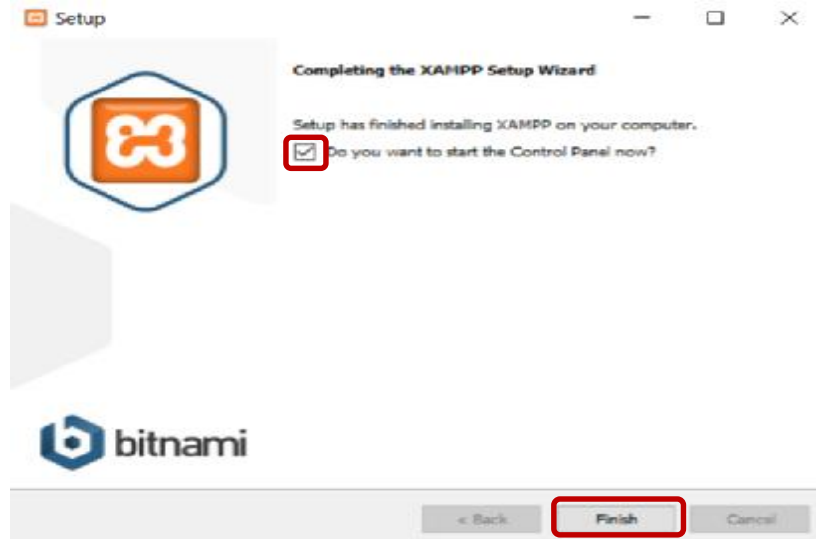 Setup
Completing the XAMPP Setup Wizard
Setup has finished installing XAMPP on your computer.
Do you want to start the Control Panel now?
bitnami
< Back
Finish
Cancel